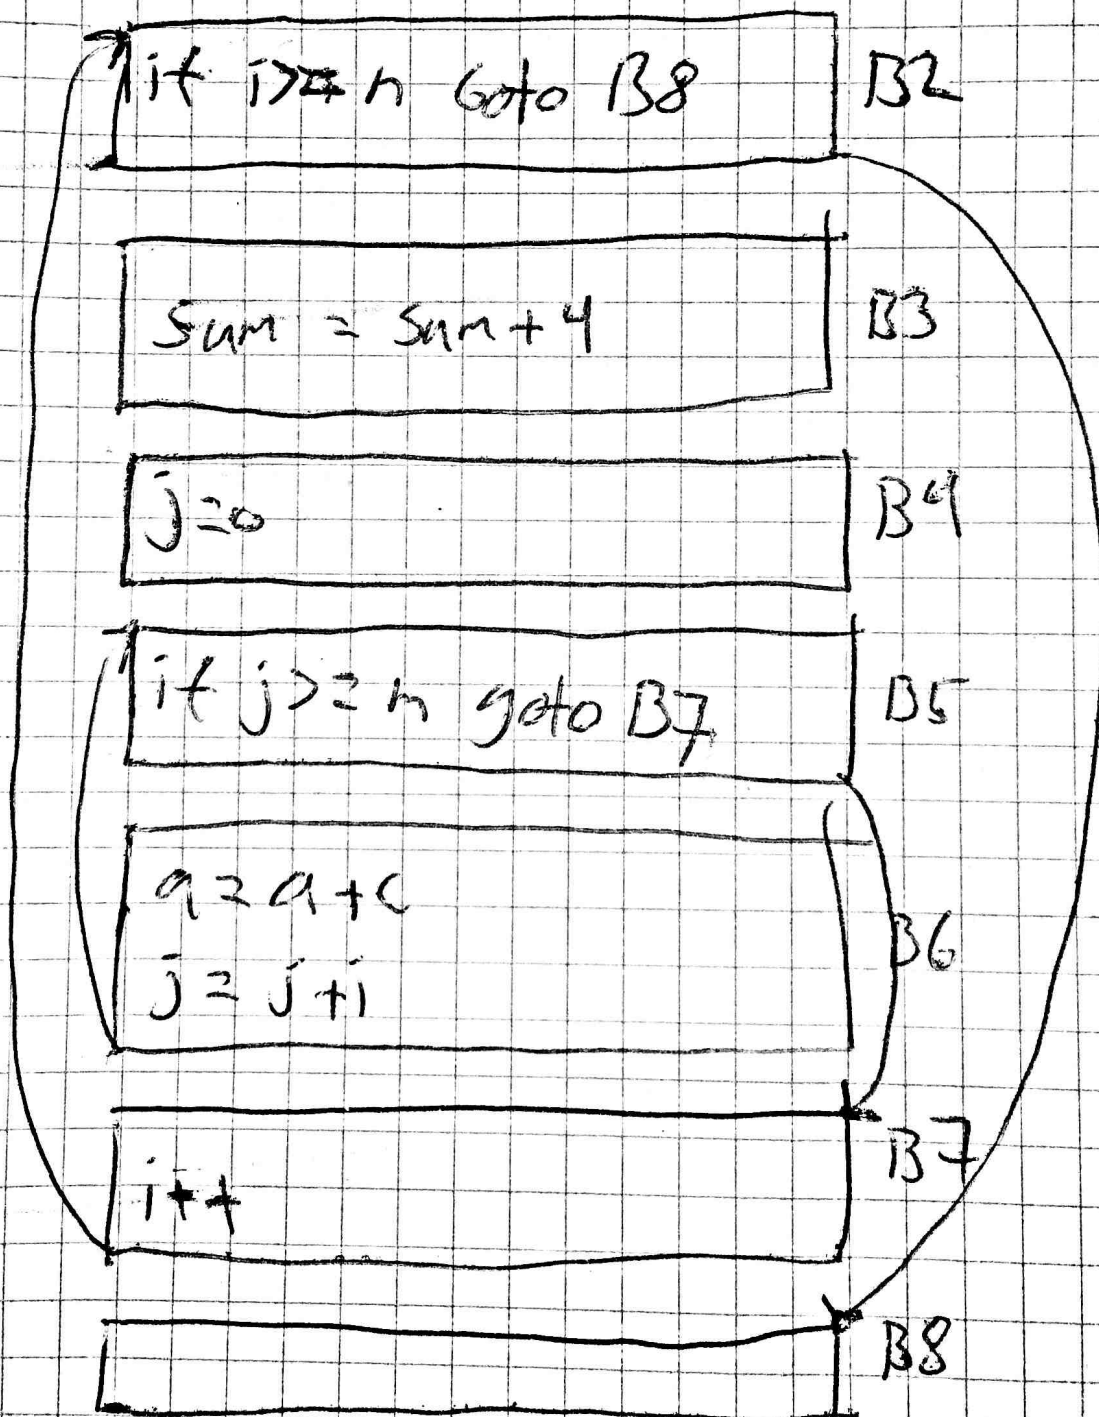 if i>= n Goto B8 B2
sum = sum+4 B3
j=0 B4
if j>=n goto B7 B5
a=a+c
j=j+i B6
i++ B7
B8